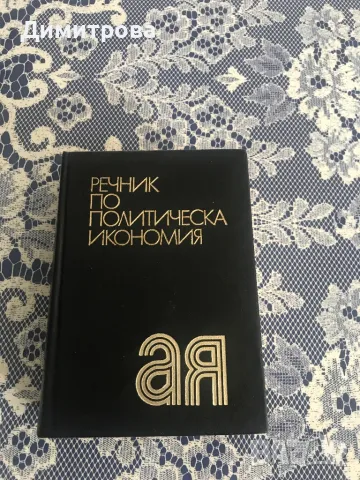 Димитрова
РЕЧНИК
ПО
ПОЛИТИЧЕСКА
ИКОНОМИЯ
ая